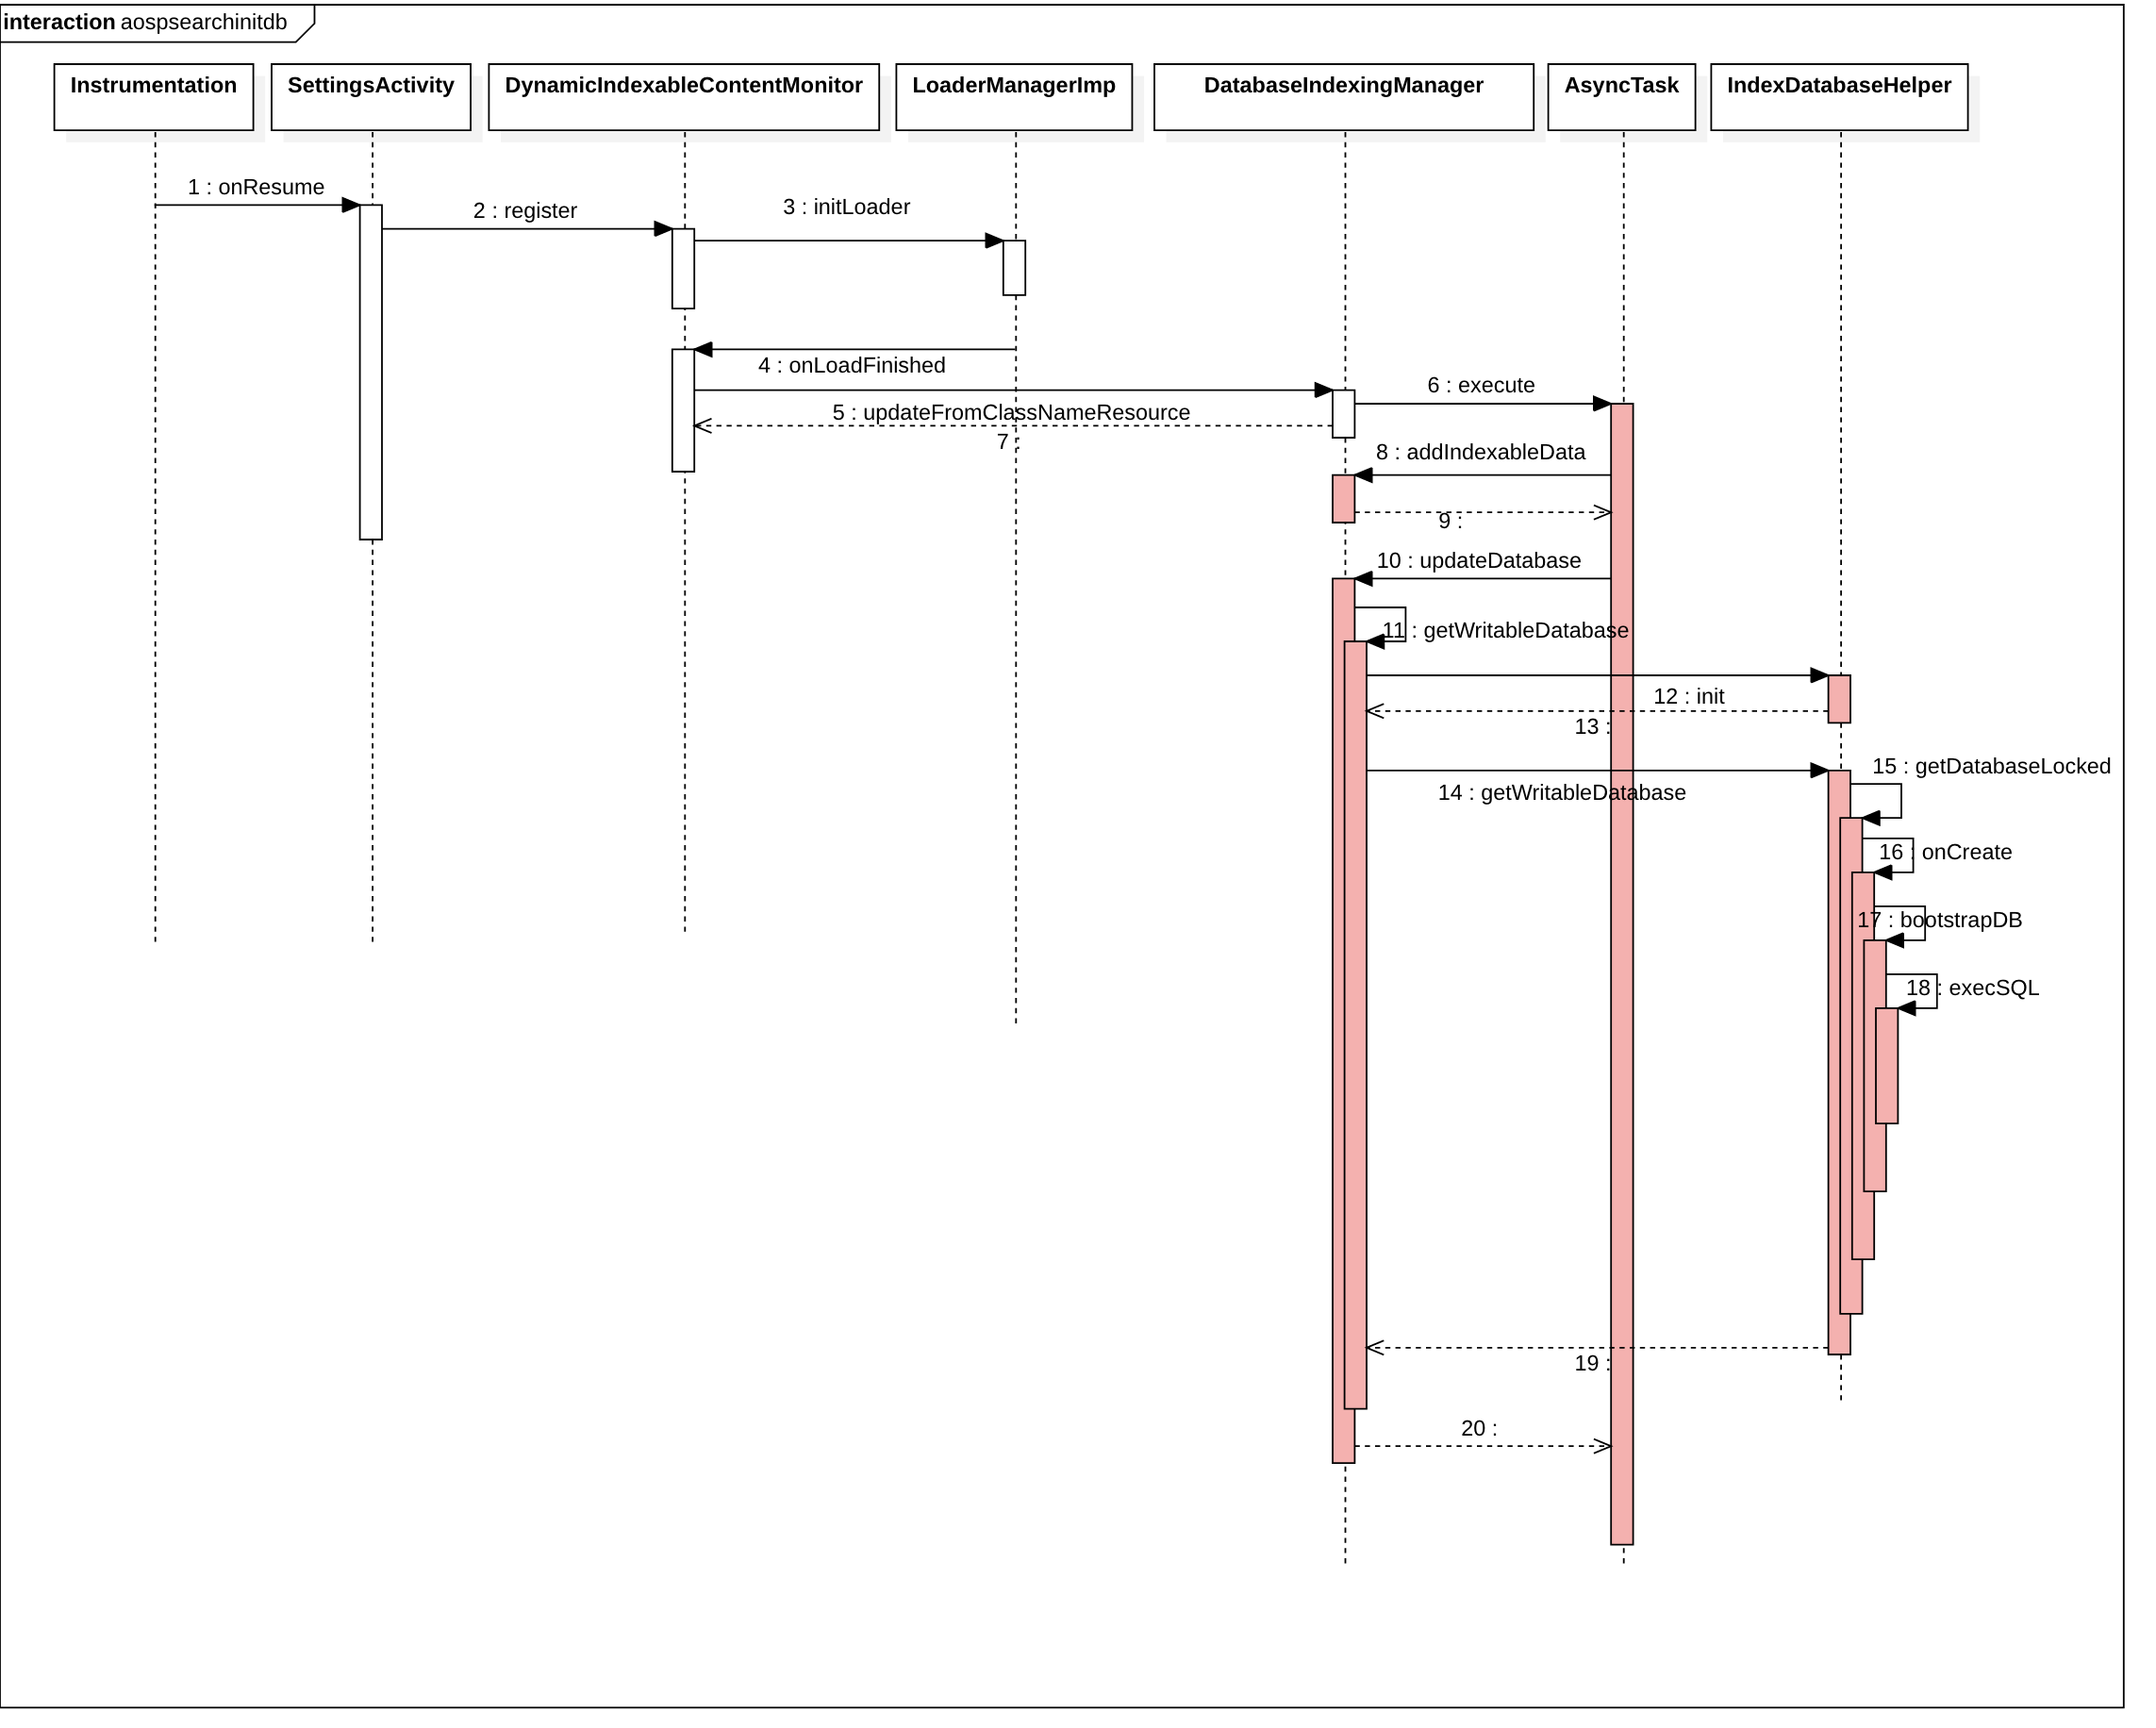 interaction aospsearchinitdb
Instrumentation
SettingsActivity
DynamicIndexableContentMonitor
LoaderManagerImp
DatabaseIndexingManager
AsyncTask
IndexDatabaseHelper
1 : onResume
2 : register
3 : initLoader
4 : onLoadFinished
5 : updateFromClassNameResource
6 : execute
7 :
8 : addIndexableData
9 :
10 : updateDatabase
11 : getWritableDatabase
12 : init
13 :
14 : getWritableDatabase
15 : getDatabaseLocked
16 : onCreate
17 : bootstrapDB
18 : execSQL
19 :
20 :